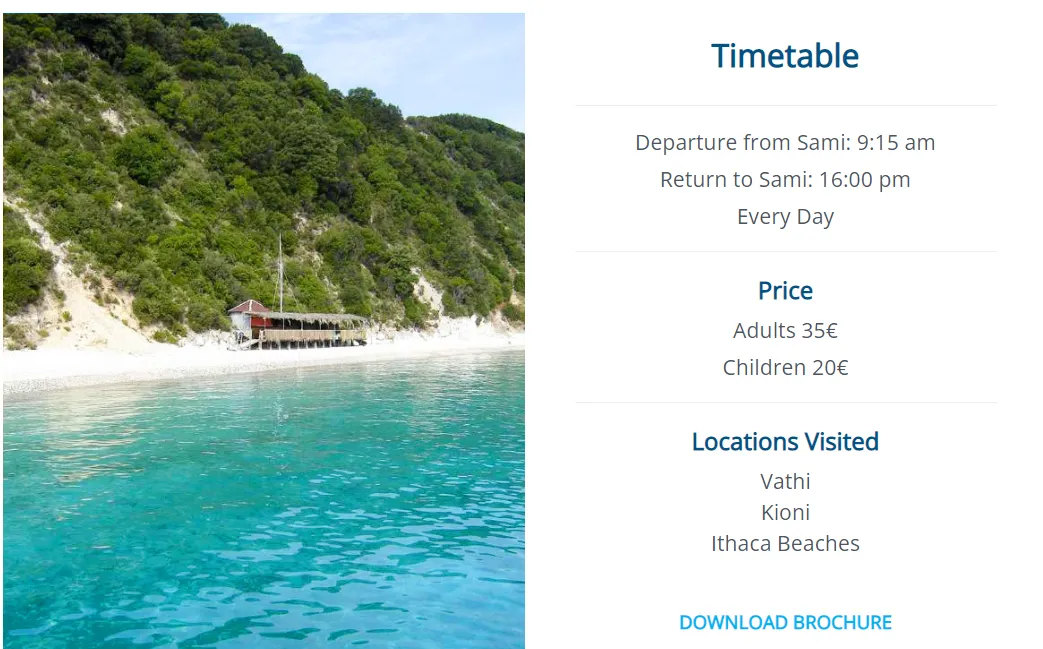 Timetable
Departure from Sami: 9:15 am
Return to Sami: 16:00 pm
Every Day
Price
Adults 35€
Children 20€
Locations Visited
Vathi
Kioni
Ithaca Beaches
DOWNLOAD BROCHURE